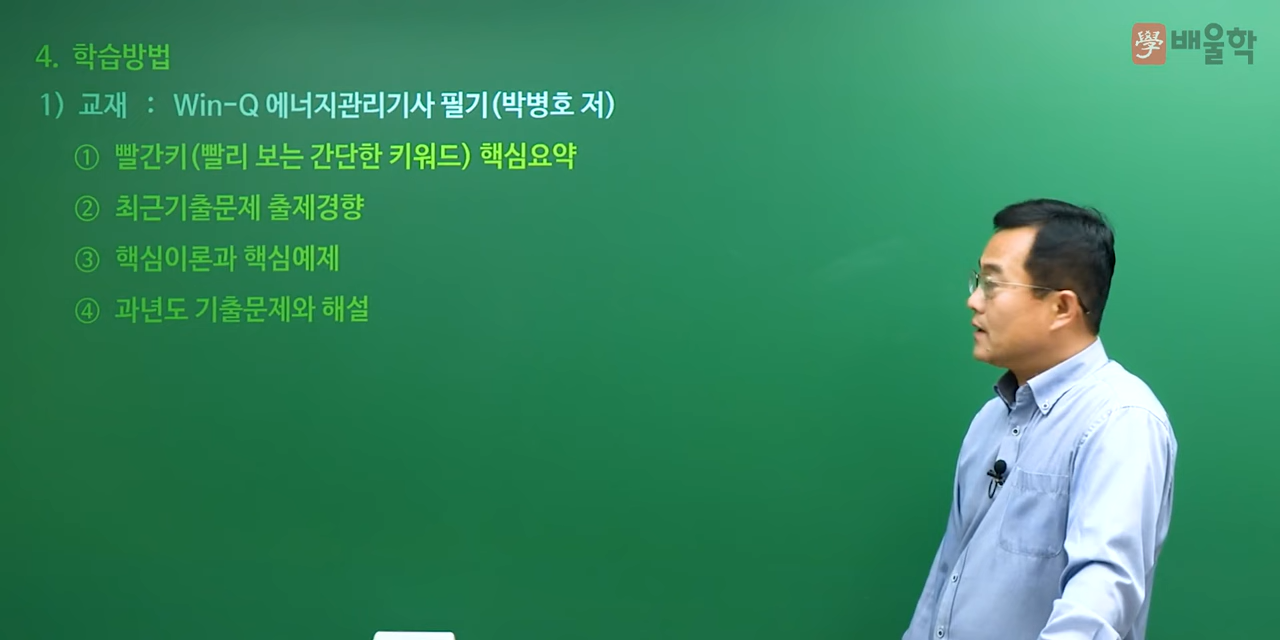 學 배울학
4. 학습방법
1) 교재 : Win-Q 에너지관리기사 필기(박병호 저)
① 빨간키(빨리 보는 간단한 키워드) 핵심요약
② 최근기출문제 출제경향
③ 핵심이론과 핵심예제
④ 과년도 기출문제와 해설